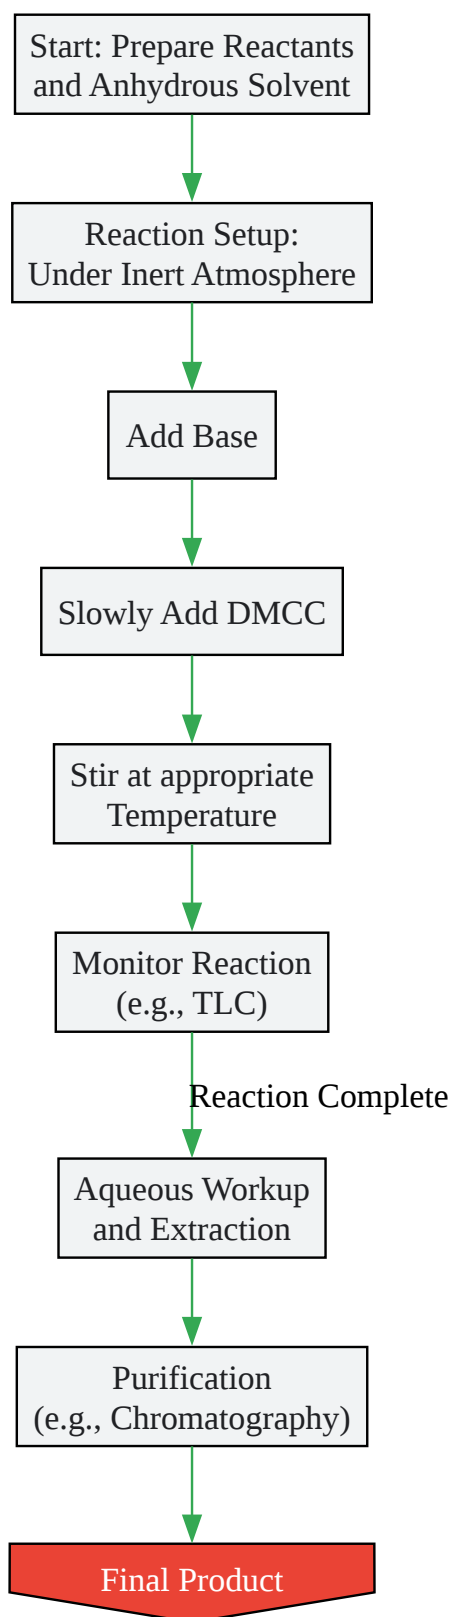 Start: Prepare Reactants
and Anhydrous Solvent
Reaction Setup:
Under Inert Atmosphere
Add Base
Slowly Add DMCC
Stir at appropriate
Temperature
Monitor Reaction
(e.g., TLC)
Reaction Complete
Aqueous Workup
and Extraction
Purification
(e.g., Chromatography)
Final Product